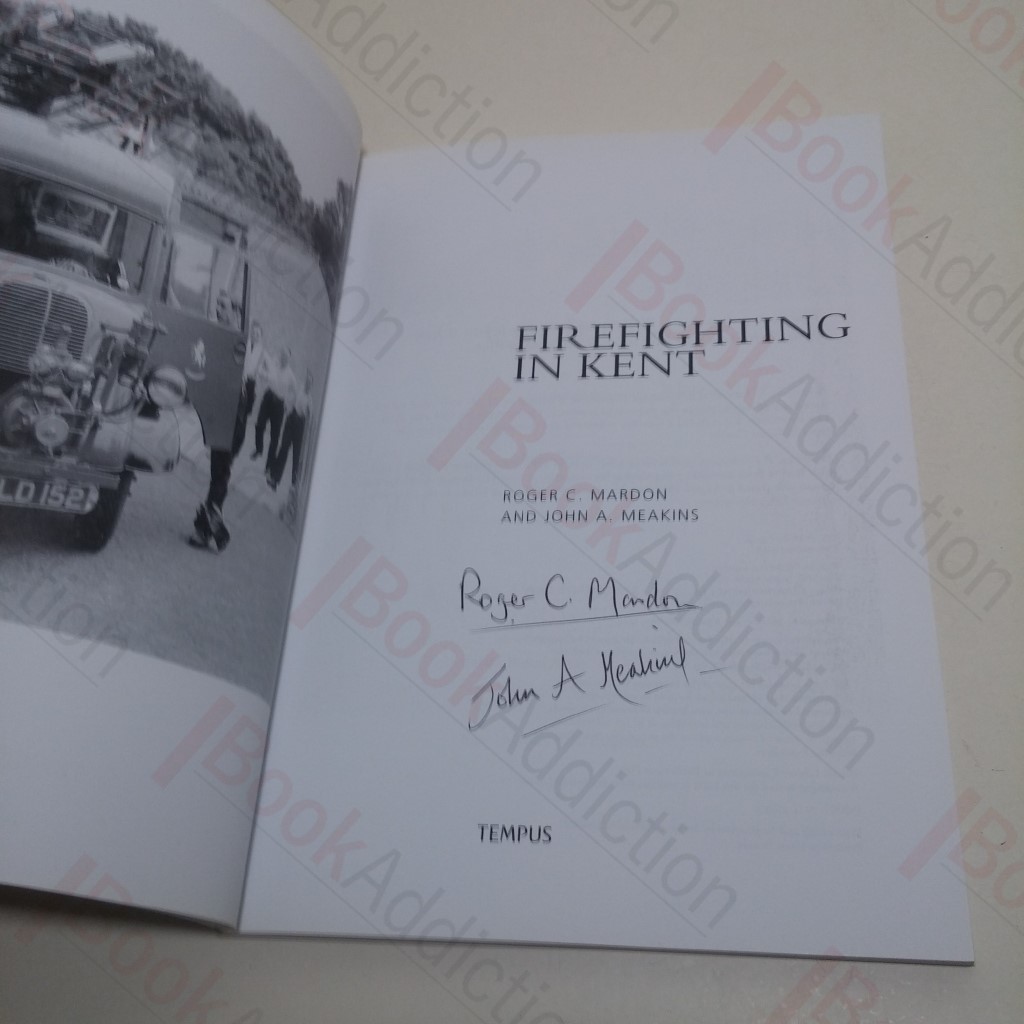 LD 152
FIREFIGHTING
IN KENT
ROGER C. MARDON
AND JOHN A. MEAKINS
Roger C. Mardon
John A Meakins
TEMPUS
BookAddiction